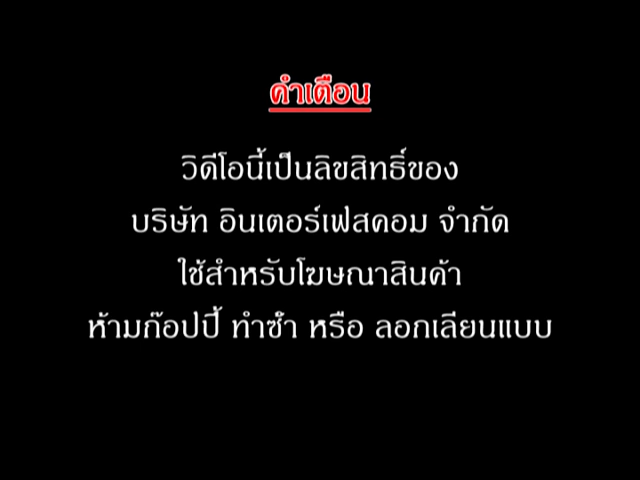 คำเตือน
วิดีโอนี้เป็นลิขสิทธิ์ของ
บริษัท อินเตอร์เฟสคอม จำกัด
ใช้สำหรับโฆษณาสินค้า
ห้ามก๊อปปี้ ทำซ้ำ หรือ ลอกเลียนแบบ